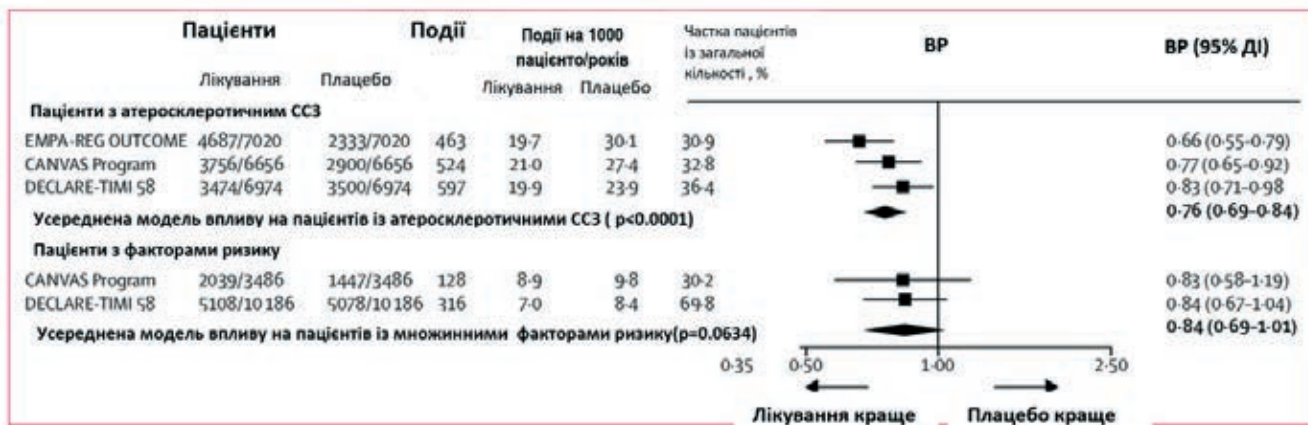 Пацієнти Події Події на 1000 Частка пацієнтів ВР ВР (95% ДІ)
пацієнто/років із загальної
Лікування Плацебо Лікування Плацебо кількості , %
Пацієнти з атеросклеротичним ССЗ
EMPA-REG OUTCOME 4687/7020 2333/7020 463 19·7 30·1 30·9 0·66 (0·55–0·79)
CANVAS Program 3756/6656 2900/6656 524 21·0 27·4 32·8 0·77 (0·65–0·92)
DECLARE-TIMI 58 3474/6974 3500/6974 597 19·9 23·9 36·4 0·83 (0·71–0·98
Усереднена модель впливу на пацієнтів із атеросклеротичними ССЗ ( p<0.0001) 0·76 (0·69–0·84)
Пацієнти з факторами ризику
CANVAS Program 2039/3486 1447/3486 128 8·9 9·8 30·2 0·83 (0·58–1·19)
DECLARE-TIMI 58 5108/10 186 5078/10 186 316 7·0 8·4 69·8 0·84 (0·67–1·04)
Усереднена модель впливу на пацієнтів із множинними факторами ризику(p=0.0634) 0·84 (0·69–1·01)
0·35 0·50 1·00 2·50
Лікування краще Плацебо краще